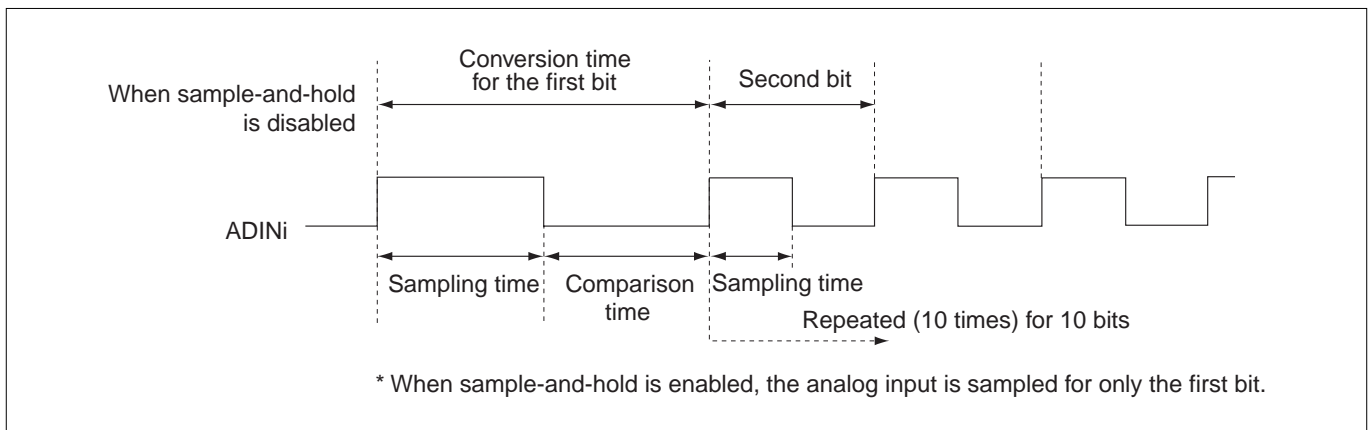 Conversion time
for the first bit
Second bit
When sample-and-hold
is disabled
ADINi
Sampling time
Comparison
time
Sampling time
Repeated (10 times) for 10 bits
* When sample-and-hold is enabled, the analog input is sampled for only the first bit.